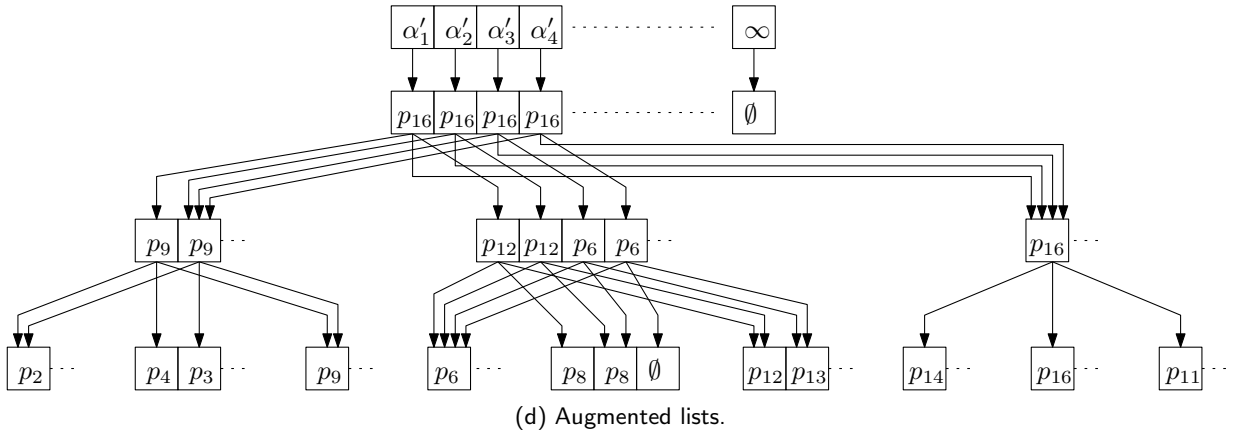 α′₁ α′₂ α′₃ α′₄ ∞
p₁₆ p₁₆ p₁₆ p₁₆ ∅
p₉ p₉ p₁₂ p₁₂ p₆ p₆ p₁₆
p₂ p₄ p₃ p₉ p₆ p₈ p₈ ∅ p₁₂ p₁₃ p₁₄ p₁₆ p₁₁
(d) Augmented lists.